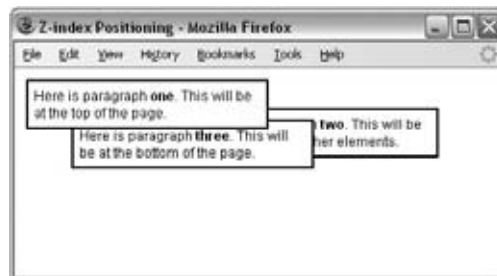 Z-index Positioning - Mozilla Firefox
File Edit View History Bookmarks Tools Help
Here is paragraph one. This will be
at the top of the page.
two. This will be
her elements.
Here is paragraph three. This will
be at the bottom of the page.